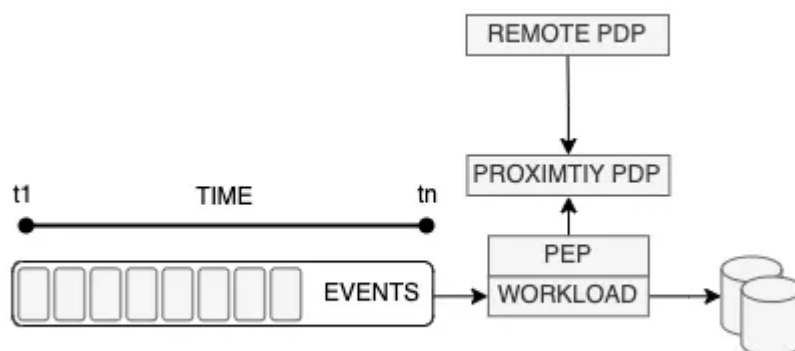 REMOTE PDP
PROXIMTIY PDP
t1 TIME tn
PEP
EVENTS
WORKLOAD